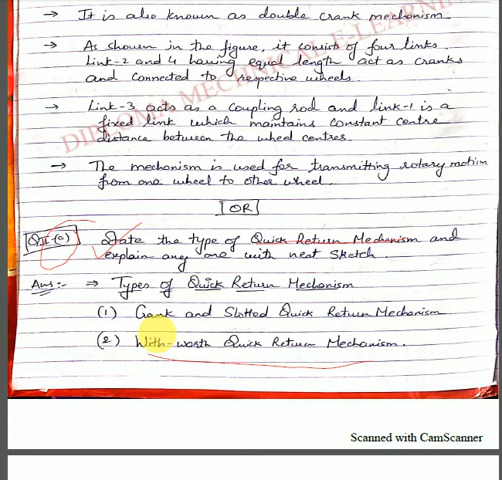 → It is also known as double crank mechanism
→ As shown in the figure, it consists of four links.
Link-2 and 4 having equal length act as cranks
and connected to respective wheels.
→ Link-3 acts as a coupling rod and link-1 is a
fixed link which maintains constant centre
distance between the wheel centres.
→ The mechanism is used for transmitting rotary motion
from one wheel to other wheel.
[OR]
Q.II-(a) State the type of Quick Return Mechanism and
explain any one with neat sketch.
Ans:- ⇒ Types of Quick Return Mechanism
(1) Crank and Slotted Quick Return Mechanism
(2) With-worth Quick Return Mechanism.
Scanned with CamScanner